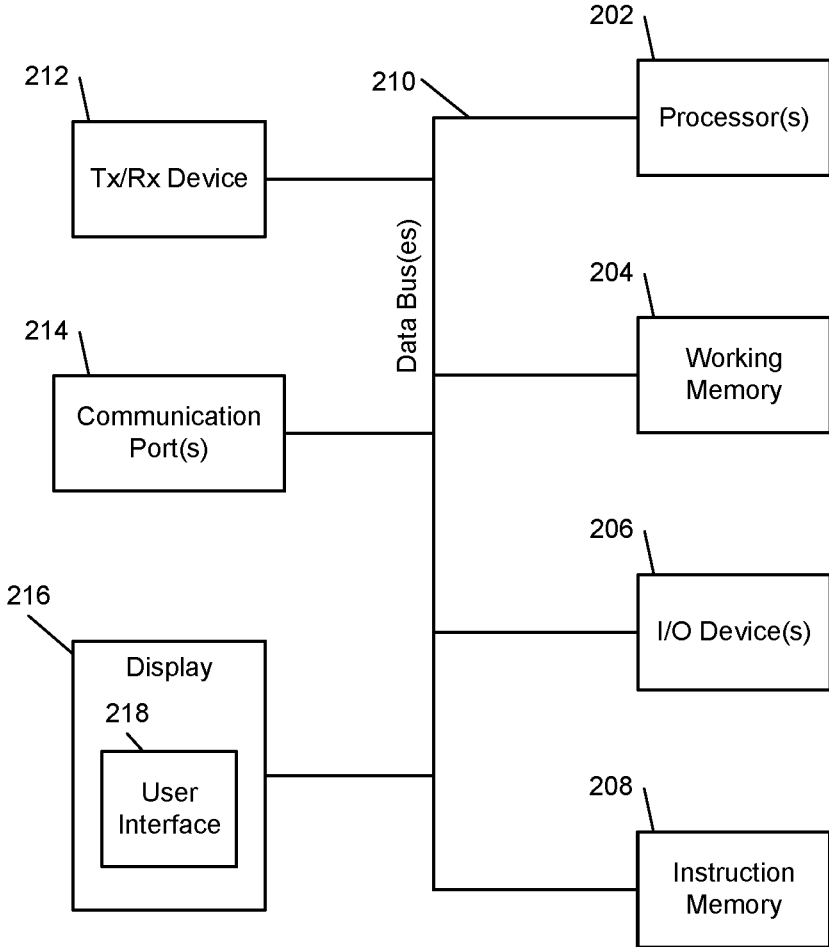 202
212
210
Processor(s)
Tx/Rx Device
Data Bus(es)
204
214
Working
Memory
Communication
Port(s)
206
216
I/O Device(s)
Display
218
User
Interface
208
Instruction
Memory